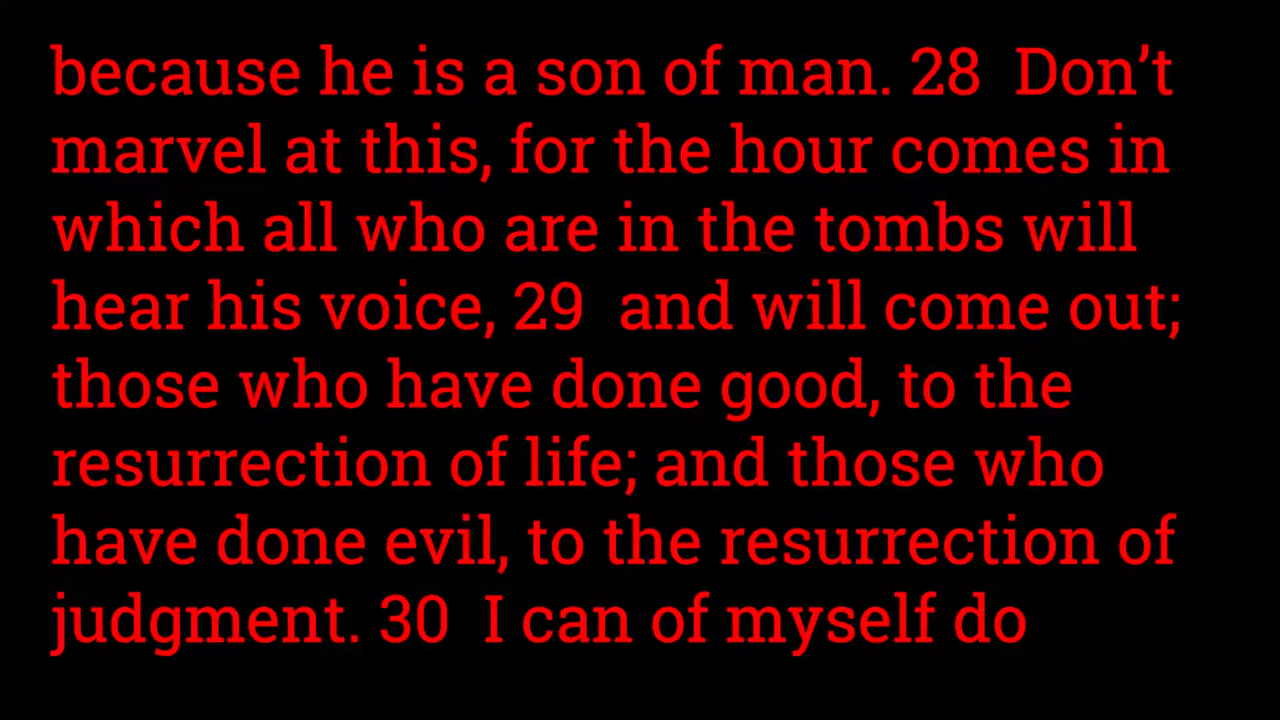 because he is a son of man. 28  Don’t
marvel at this, for the hour comes in
which all who are in the tombs will
hear his voice, 29  and will come out;
those who have done good, to the
resurrection of life; and those who
have done evil, to the resurrection of
judgment. 30  I can of myself do